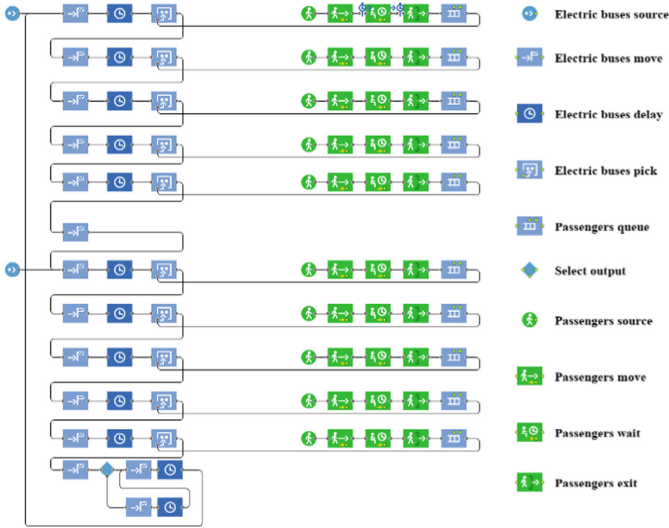 Electric buses source
Electric buses move
Electric buses delay
Electric buses pick
Passengers queue
Select output
Passengers source
Passengers move
Passengers wait
Passengers exit